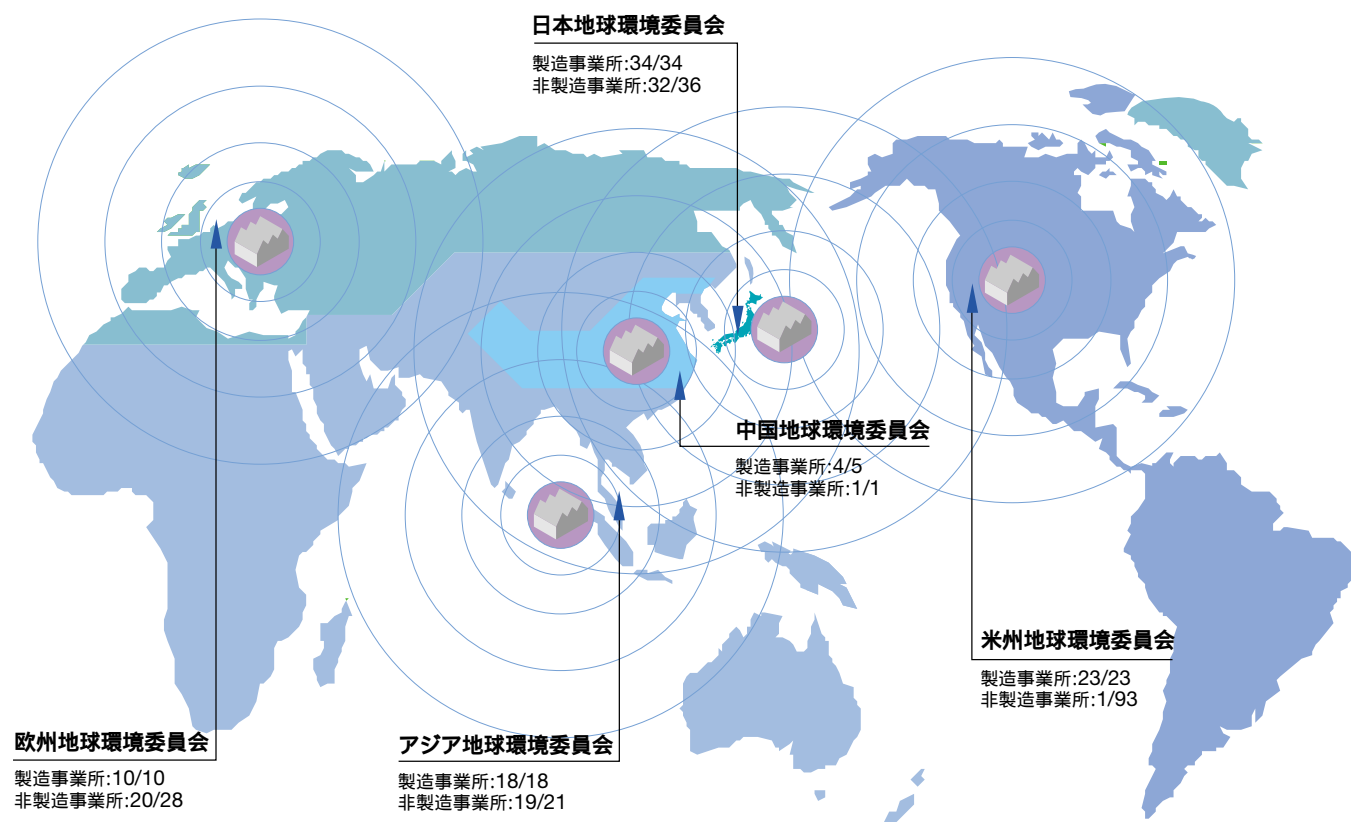 日本地球環境委員会
製造事業所:34/34
非製造事業所:32/36
中国地球環境委員会
製造事業所:4/5
非製造事業所:1/1
米州地球環境委員会
製造事業所:23/23
非製造事業所:1/93
欧州地球環境委員会
製造事業所:10/10
非製造事業所:20/28
アジア地球環境委員会
製造事業所:18/18
非製造事業所:19/21